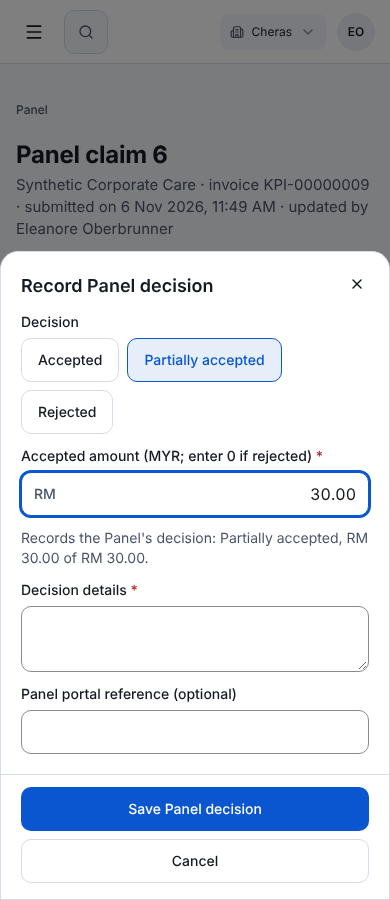 Cheras
EO
Panel
Panel claim 6
Synthetic Corporate Care · invoice KPI-00000009
· submitted on 6 Nov 2026, 11:49 AM · updated by
Eleanore Oberbrunner
Record Panel decision
Decision
Accepted
Partially accepted
Rejected
Accepted amount (MYR; enter 0 if rejected) *
RM 30.00
Records the Panel's decision: Partially accepted, RM
30.00 of RM 30.00.
Decision details *
Panel portal reference (optional)
Save Panel decision
Cancel